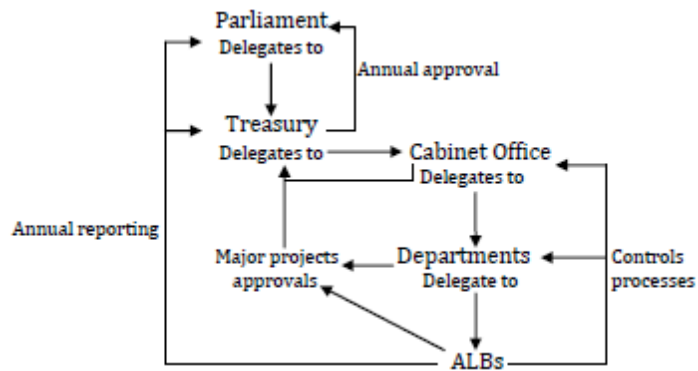 Parliament
Delegates to
Annual approval
Treasury
Delegates to
Cabinet Office
Delegates to
Annual reporting
Major projects
approvals
Departments
Delegate to
Controls
processes
ALBs